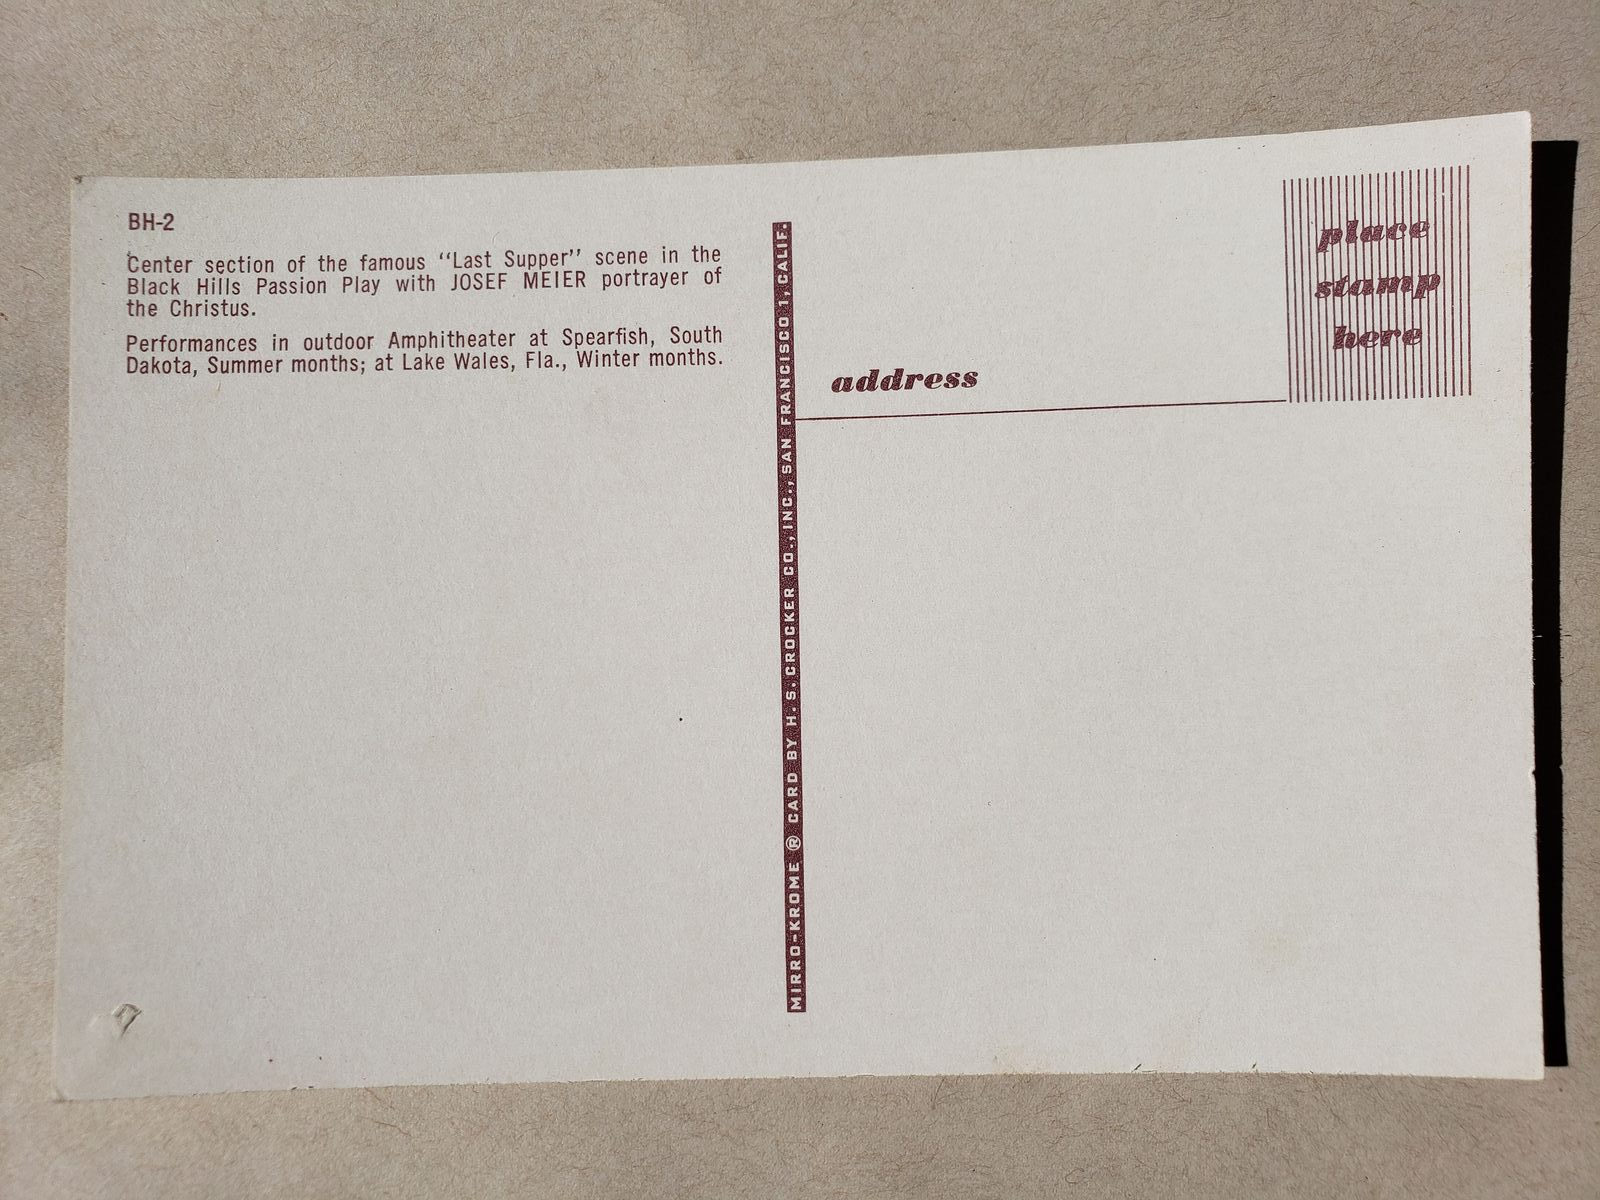 BH-2
Center section of the famous “Last Supper” scene in the
Black Hills Passion Play with JOSEF MEIER portrayer of
the Christus.
Performances in outdoor Amphitheater at Spearfish, South
Dakota, Summer months; at Lake Wales, Fla., Winter months.
MIRRO-KROME ® CARD BY H. S. CROCKER CO., INC., SAN FRANCISCO 1, CALIF.
place
stamp
here
address